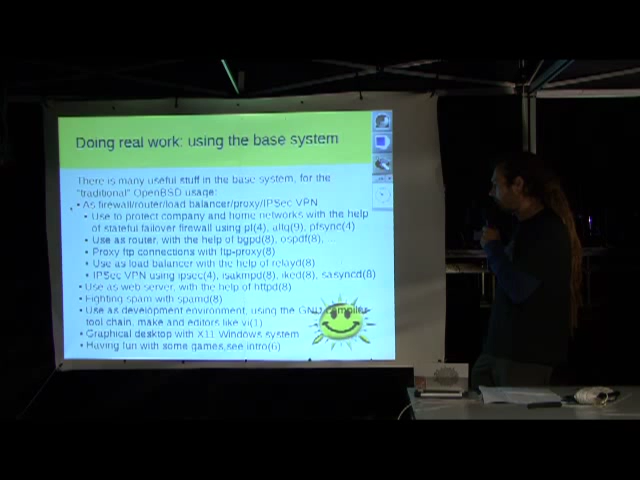 Doing real work: using the base system
There is many useful stuff in the base system, for the
"traditional" OpenBSD usage:
• As firewall/router/load balancer/proxy/IPSec VPN
• Use to protect company and home networks with the help
of stateful failover firewall using pf(4), altq(9), pfsync(4)
• Use as router, with the help of bgpd(8), ospdf(8), ...
• Proxy ftp connections with ftp-proxy(8)
• Use as load balancer with the help of relayd(8)
• IPSec VPN using ipsec(4), isakmpd(8), iked(8), sasyncd(8)
• Use as web server, with the help of httpd(8)
• Fighting spam with spamd(8)
• Use as development environment, using the GNU compiler
tool chain, make and editors like vi(1)
• Graphical desktop with X11 Windows system
• Having fun with some games,see intro(6)